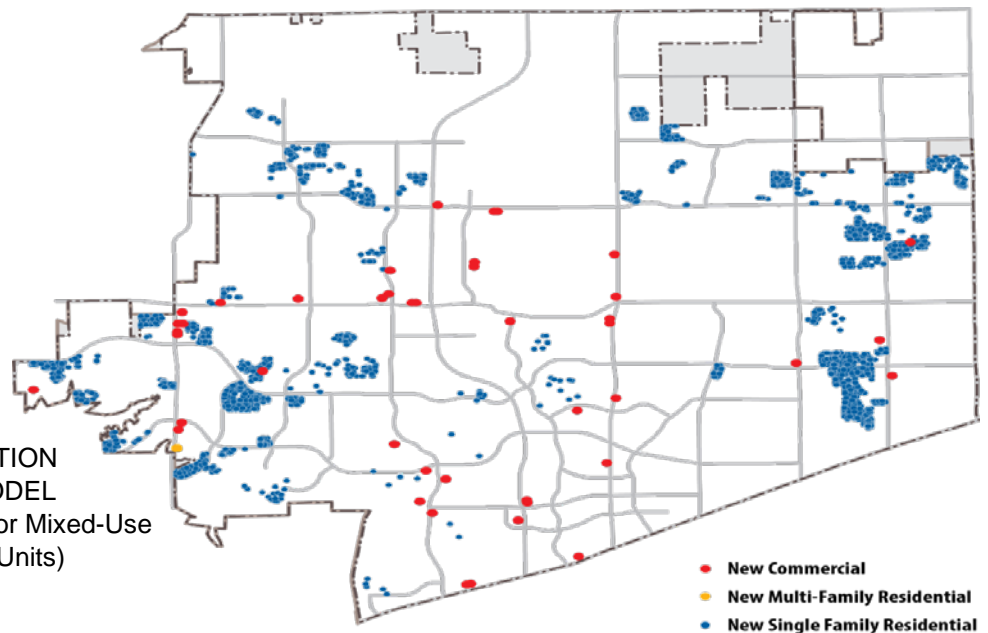 TION
ODEL
or Mixed-Use
Units)
New Commercial
New Multi-Family Residential
New Single Family Residential